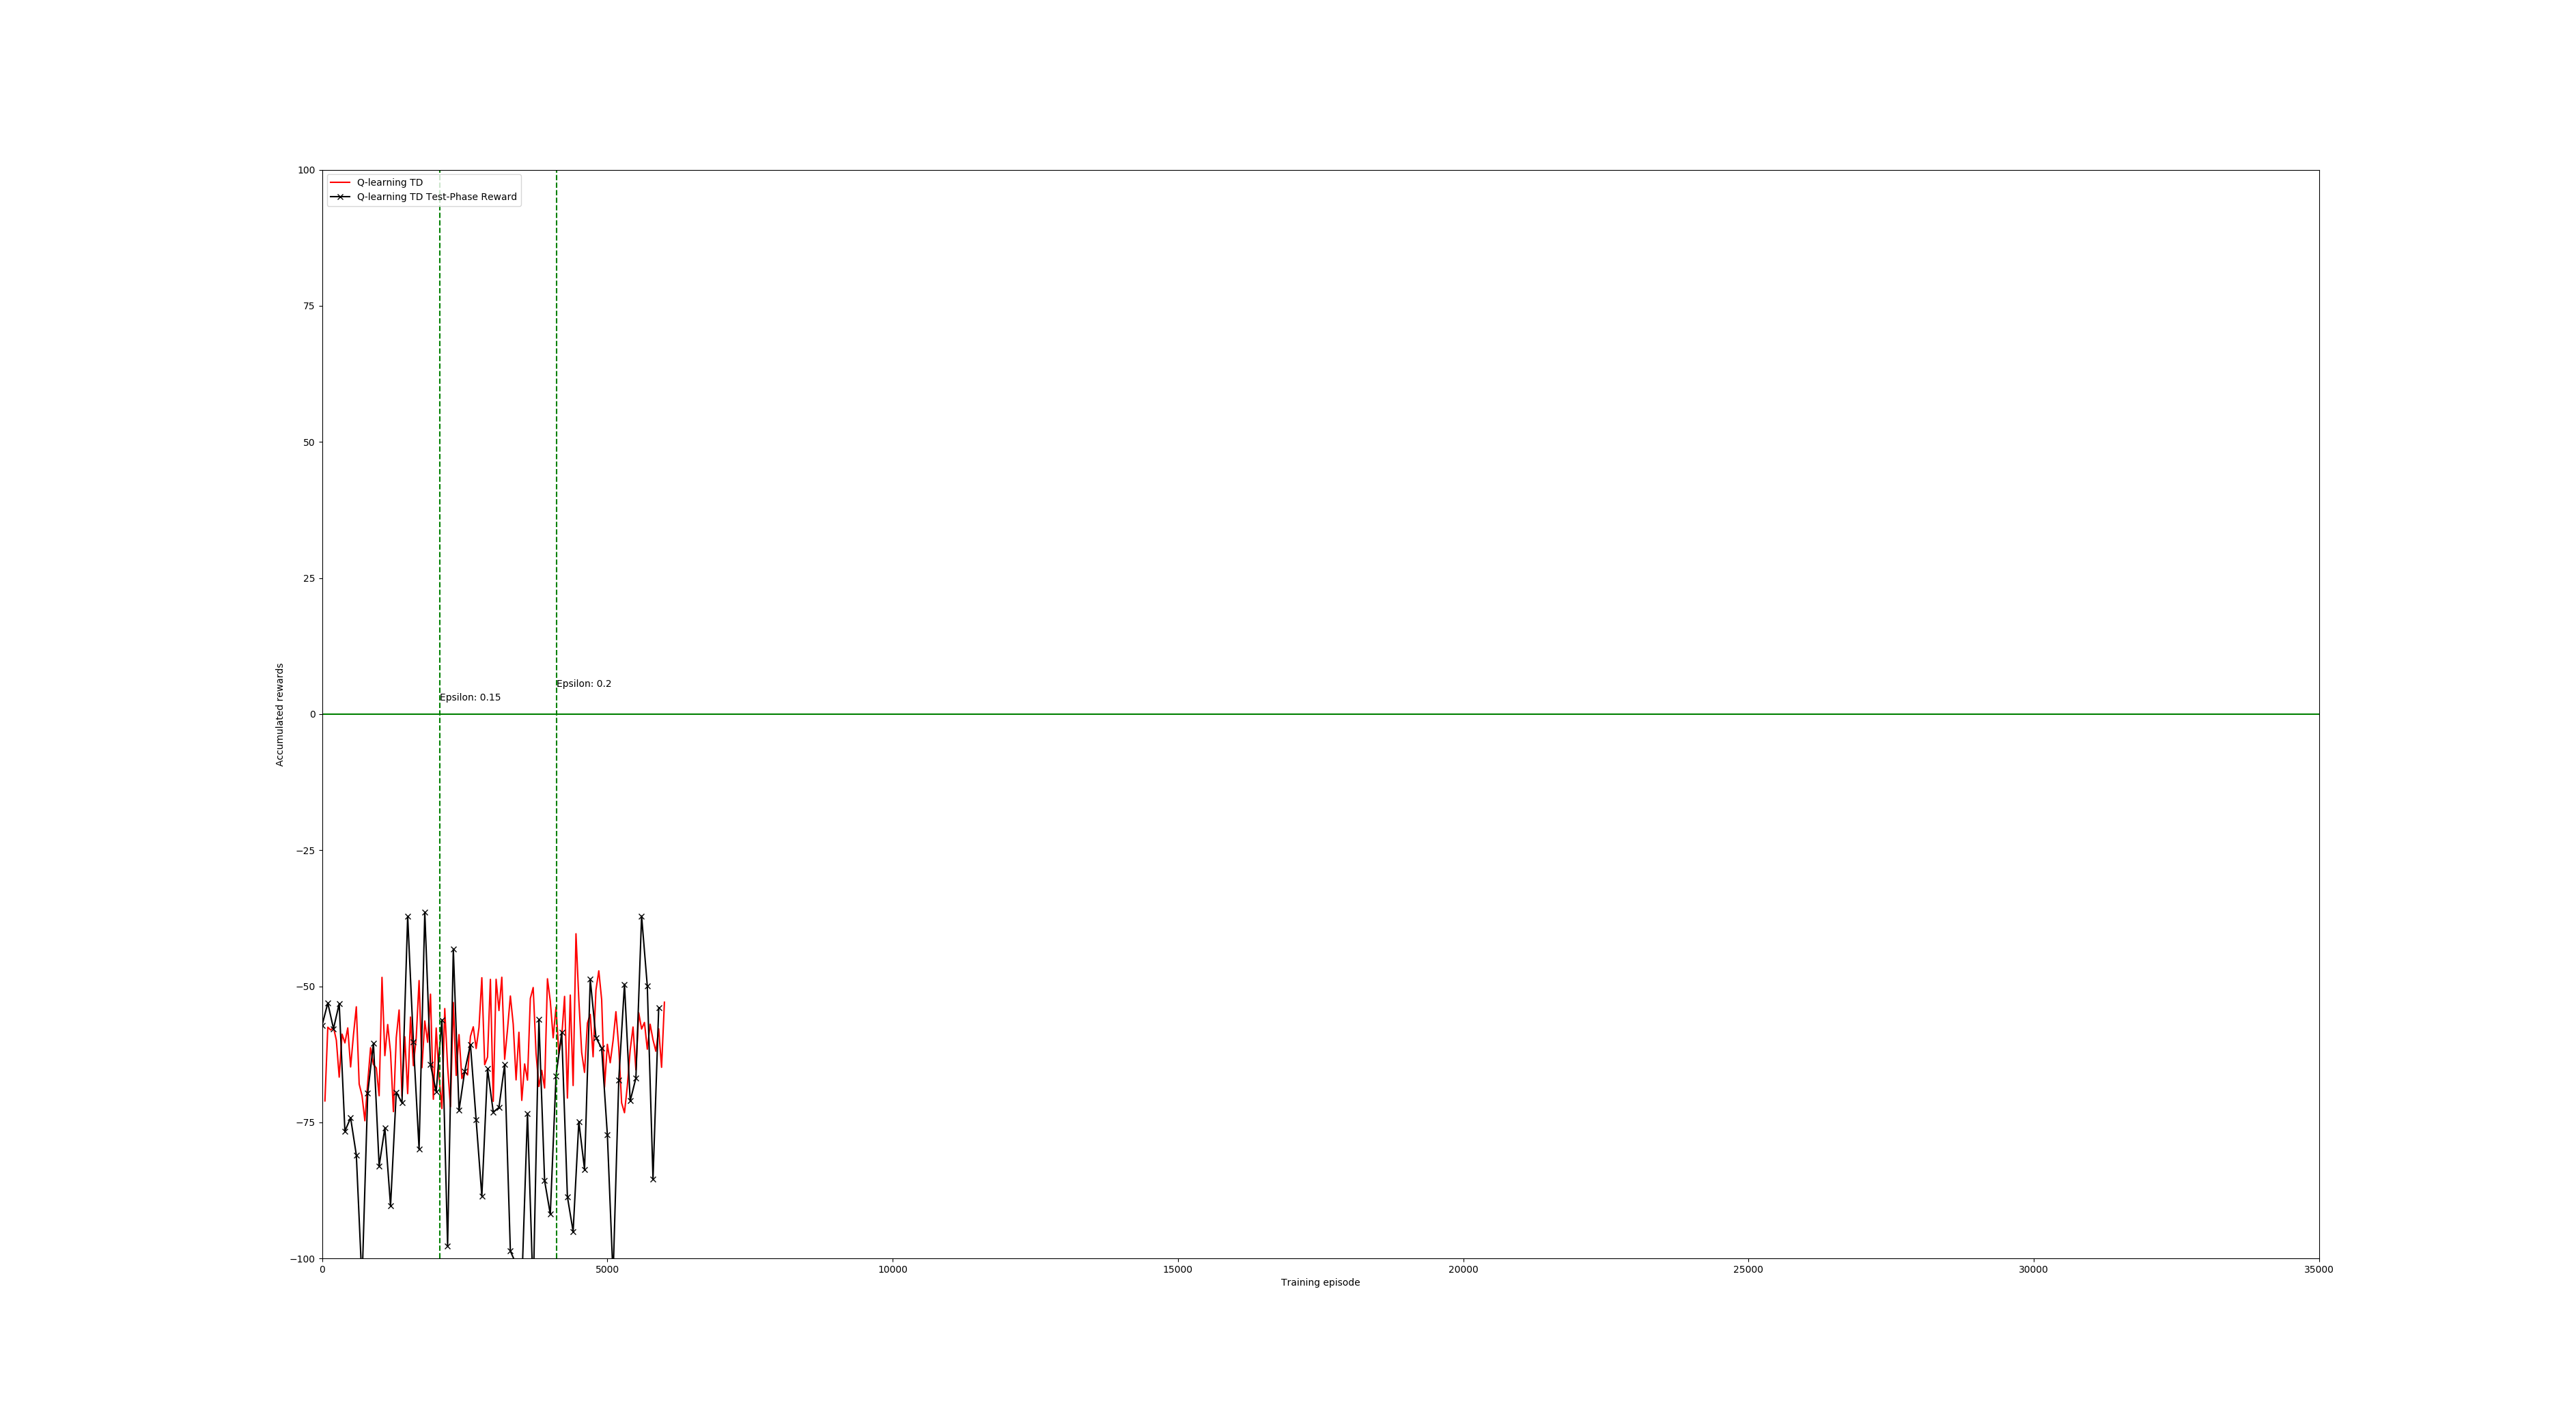 Q-learning TD
Q-learning TD Test-Phase Reward
100
75
50
25
0
−25
−50
−75
−100
Accumulated rewards
Epsilon: 0.15
Epsilon: 0.2
0
5000
10000
15000
20000
25000
30000
35000
Training episode